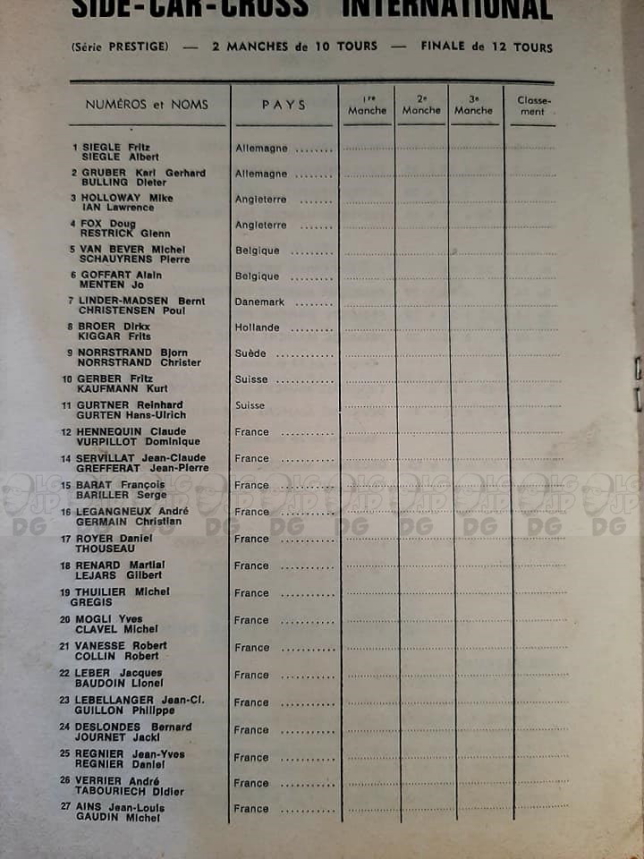 SIDE-CAR-CROSS INTERNATIONAL
(Série PRESTIGE) — 2 MANCHES de 10 TOURS — FINALE de 12 TOURS
NUMÉROS et NOMS PAYS 1re Manche 2e Manche 3e Manche Classe-ment
1 SIEGLE Fritz Allemagne ........
SIEGLE Albert
2 GRUBER Karl Gerhard Allemagne ........
BULLING Dieter
3 HOLLOWAY Mike Angleterre .......
IAN Lawrence
4 FOX Doug Angleterre .......
RESTRICK Glenn
5 VAN BEVER Michel Belgique ........
SCHAUYRENS Pierre
6 GOFFART Alain Belgique ........
MENTEN Jo
7 LINDER-MADSEN Bernt Danemark ........
CHRISTENSEN Poul
8 BROER Dirkx Hollande ........
KIGGAR Frits
9 NORRSTRAND Bjorn Suède ...........
NORRSTRAND Christer
10 GERBER Fritz Suisse ...........
KAUFMANN Kurt
11 GURTNER Reinhard Suisse
GURTEN Hans-Ulrich
12 HENNEQUIN Claude France ..........
VURPILLOT Dominique
14 SERVILLAT Jean-Claude France ..........
GREFFERAT Jean-Pierre
15 BARAT François France ..........
BARILLER Serge
16 LEGANGNEUX André France ..........
GERMAIN Christian
17 ROYER Daniel France ..........
THOUSEAU
18 RENARD Martial France ..........
LEJARS Gilbert
19 THUILIER Michel France ..........
GREGIS
20 MOGLI Yves France ..........
CLAVEL Michel
21 VANESSE Robert France ..........
COLLIN Robert
22 LEBER Jacques France ..........
BAUDOIN Lionel
23 LEBELLANGER Jean-Cl. France ..........
GUILLON Philippe
24 DESLONDES Bernard France ..........
JOURNET Jacki
25 REGNIER Jean-Yves France ..........
REGNIER Daniel
26 VERRIER André France ..........
TABOURIECH Didier
27 AINS Jean-Louis France ..........
GAUDIN Michel